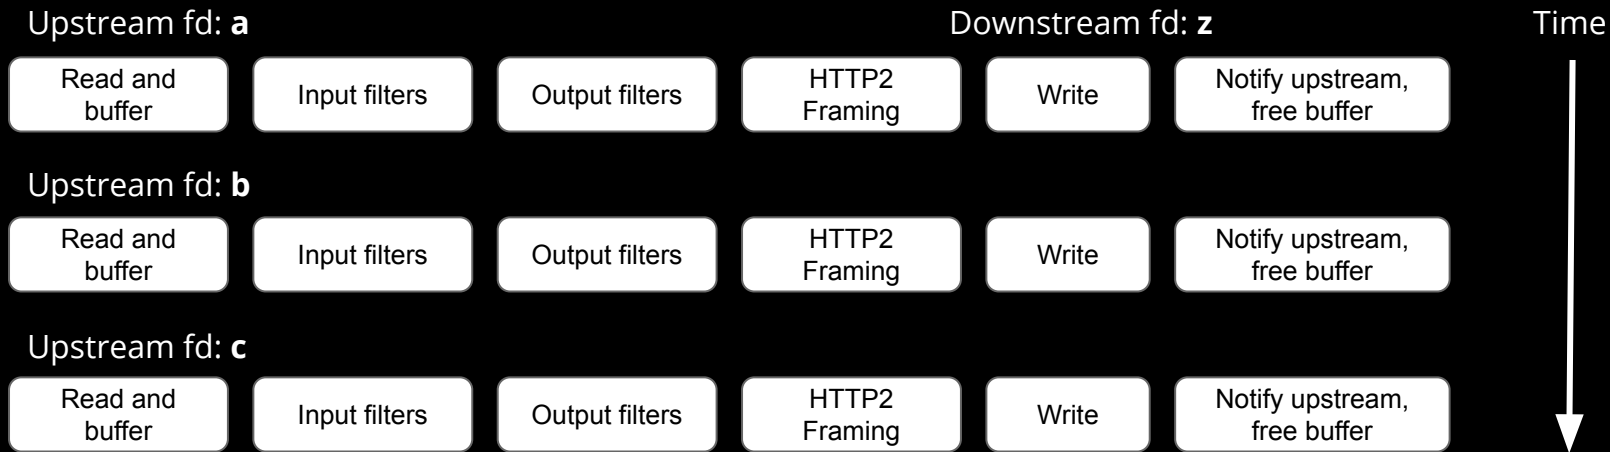 Upstream fd: a
Downstream fd: z
Time
Read and
buffer
Input filters
Output filters
HTTP2
Framing
Write
Notify upstream,
free buffer
Upstream fd: b
Read and
buffer
Input filters
Output filters
HTTP2
Framing
Write
Notify upstream,
free buffer
Upstream fd: c
Read and
buffer
Input filters
Output filters
HTTP2
Framing
Write
Notify upstream,
free buffer